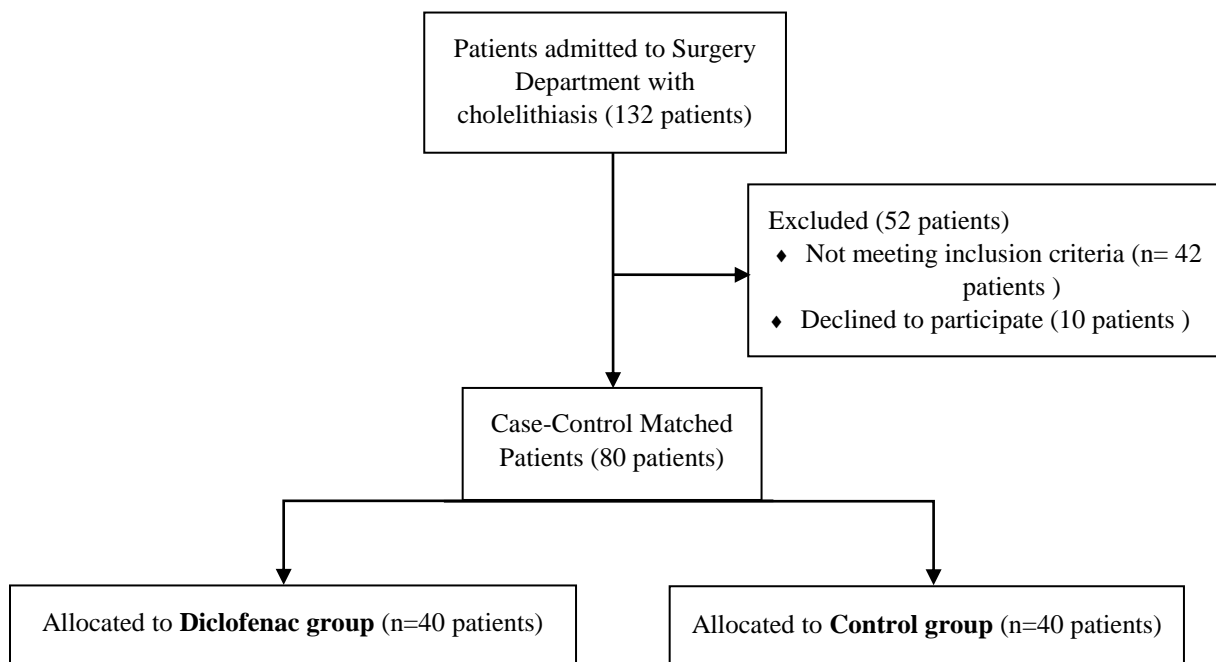 Patients admitted to Surgery
Department with
cholelithiasis (132 patients)
Excluded (52 patients)
♦ Not meeting inclusion criteria (n= 42
patients )
♦ Declined to participate (10 patients )
Case-Control Matched
Patients (80 patients)
Allocated to Diclofenac group (n=40 patients)
Allocated to Control group (n=40 patients)